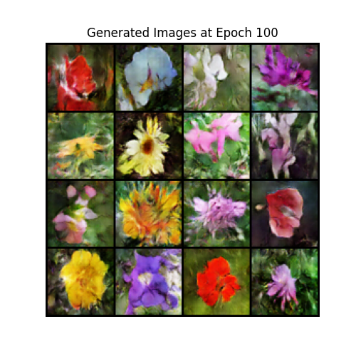 Generated Images at Epoch 100